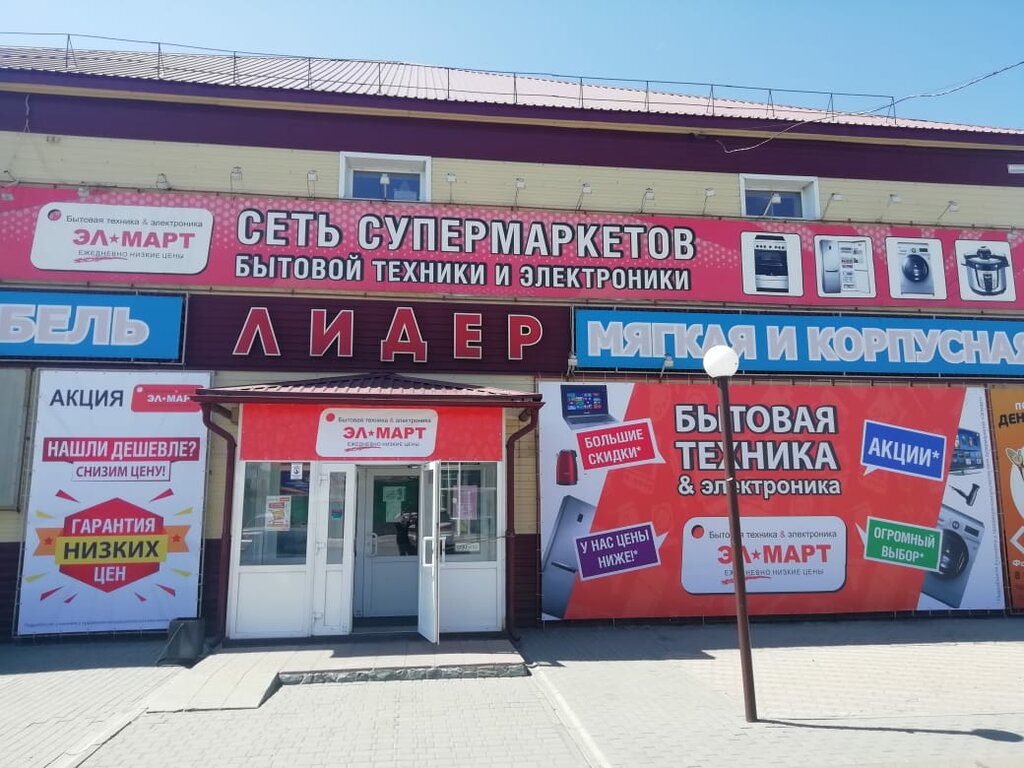 Бытовая техника & электроника
ЭЛ★МАРТ
ЕЖЕДНЕВНО НИЗКИЕ ЦЕНЫ
СЕТЬ СУПЕРМАРКЕТОВ
БЫТОВОЙ ТЕХНИКИ И ЭЛЕКТРОНИКИ
БЕЛЬ
ЛИДЕР
МЯГКАЯ И КОРПУСНАЯ
АКЦИЯ
ЭЛ★МАР
НАШЛИ ДЕШЕВЛЕ?
СНИЗИМ ЦЕНУ!
ГАРАНТИЯ
НИЗКИХ
ЦЕН
Бытовая техника & электроника
ЭЛ★МАРТ
ЕЖЕДНЕВНО НИЗКИЕ ЦЕНЫ
БЫТОВАЯ
ТЕХНИКА
& электроника
БОЛЬШИЕ
СКИДКИ*
АКЦИИ*
У НАС ЦЕНЫ
НИЖЕ!*
ОГРОМНЫЙ
ВЫБОР*
Бытовая техника & электроника
ЭЛ★МАРТ
ЕЖЕДНЕВНО НИЗКИЕ ЦЕНЫ
ДЕН